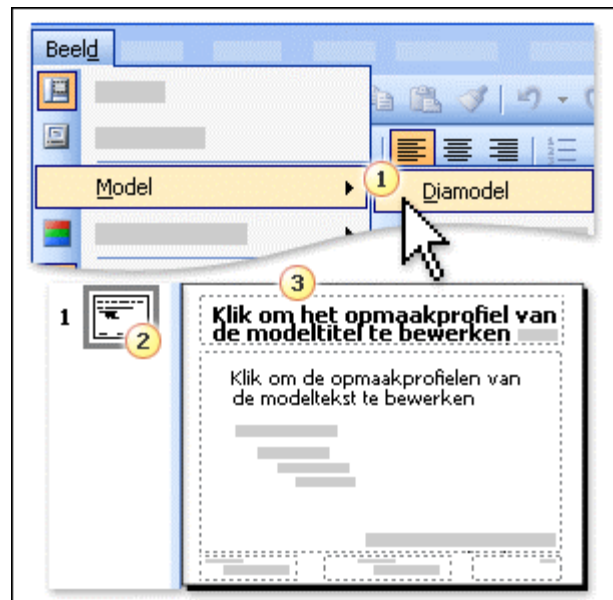 Beeld
Model
1
Diamodel
3
1
2
Klik om het opmaakprofiel van
de modeltitel te bewerken
Klik om de opmaakprofielen van
de modeltekst te bewerken